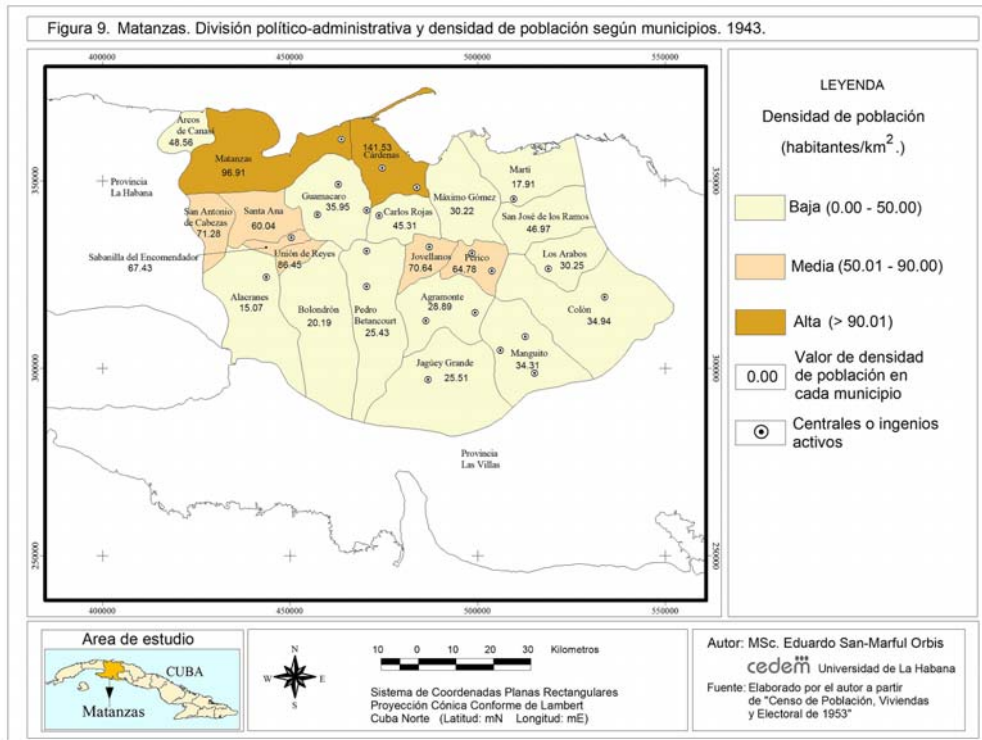 Figura 9. Matanzas. División político-administrativa y densidad de población según municipios. 1943.
400000
450000
500000
550000
350000
300000
250000
350000
300000
250000
Arcos
de Canasí
48.56
Matanzas
96.91
141.53
Cárdenas
Provincia
La Habana
Guamacaro
35.95
Carlos Rojas
45.31
Máximo Gómez
30.22
Martí
17.91
San José de los Ramos
46.97
San Antonio
de Cabezas
71.28
Santa Ana
60.04
Sabanilla del Encomendador
67.43
Unión de Reyes
86.45
Jovellanos
70.64
Perico
64.78
Los Arabos
30.25
Colón
34.94
Alacranes
15.07
Bolondrón
20.19
Pedro
Betancourt
25.43
Agramonte
28.89
Manguito
34.31
Jagüey Grande
25.51
Provincia
Las Villas
400000
450000
500000
550000
LEYENDA
Densidad de población
(habitantes/km².)
Baja (0.00 - 50.00)
Media (50.01 - 90.00)
Alta (> 90.01)
0.00
Valor de densidad
de población en
cada municipio
Centrales o ingenios
activos
Area de estudio
CUBA
Matanzas
N
W E
S
10 0 10 20 30 Kilometros
Sistema de Coordenadas Planas Rectangulares
Proyección Cónica Conforme de Lambert
Cuba Norte (Latitud: mN Longitud: mE)
Autor: MSc. Eduardo San-Marful Orbis
cedem Universidad de La Habana
Fuente: Elaborado por el autor a partir
de "Censo de Población, Viviendas
y Electoral de 1953"